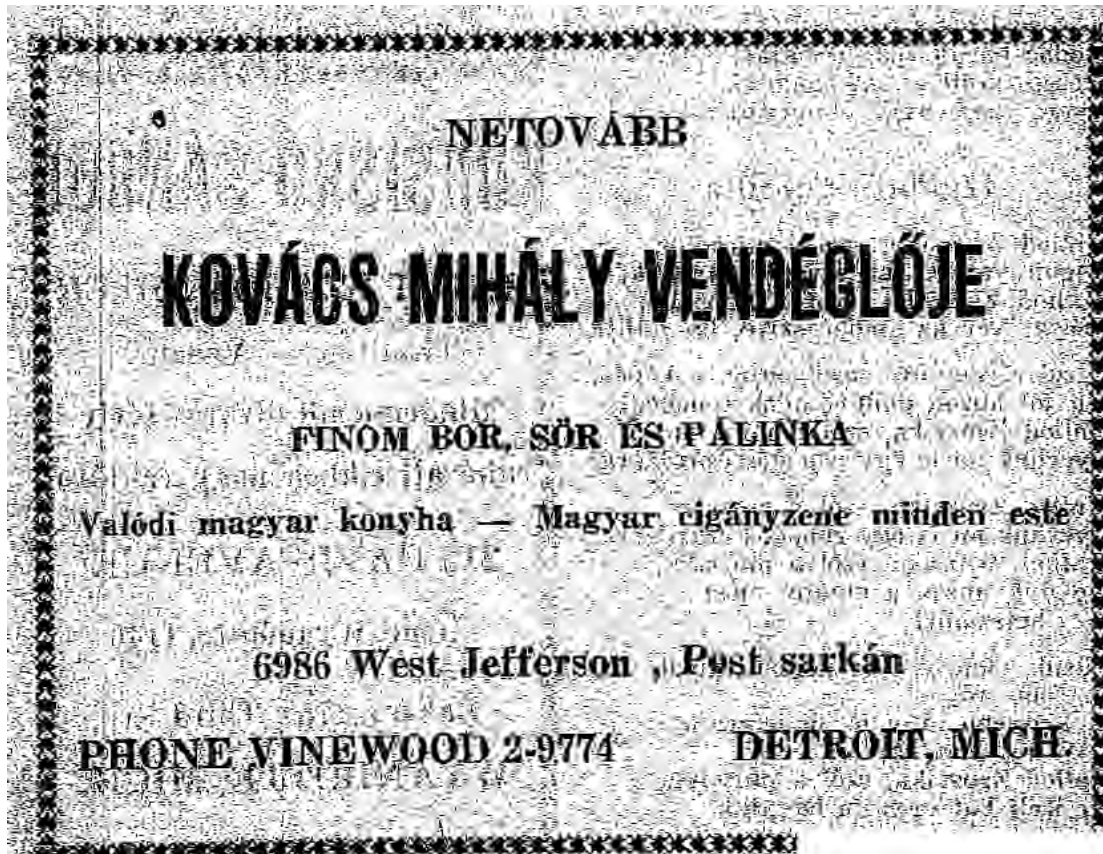 NETOVÁBB
KOVÁCS MIHÁLY VENDÉGLŐJE
FINOM BOR, SÖR ÉS PÁLINKA
Valódi magyar konyha — Magyar cigányzene minden este
6986 West Jefferson , Post sarkán
PHONE VINEWOOD 2-9774 DETROIT, MICH.